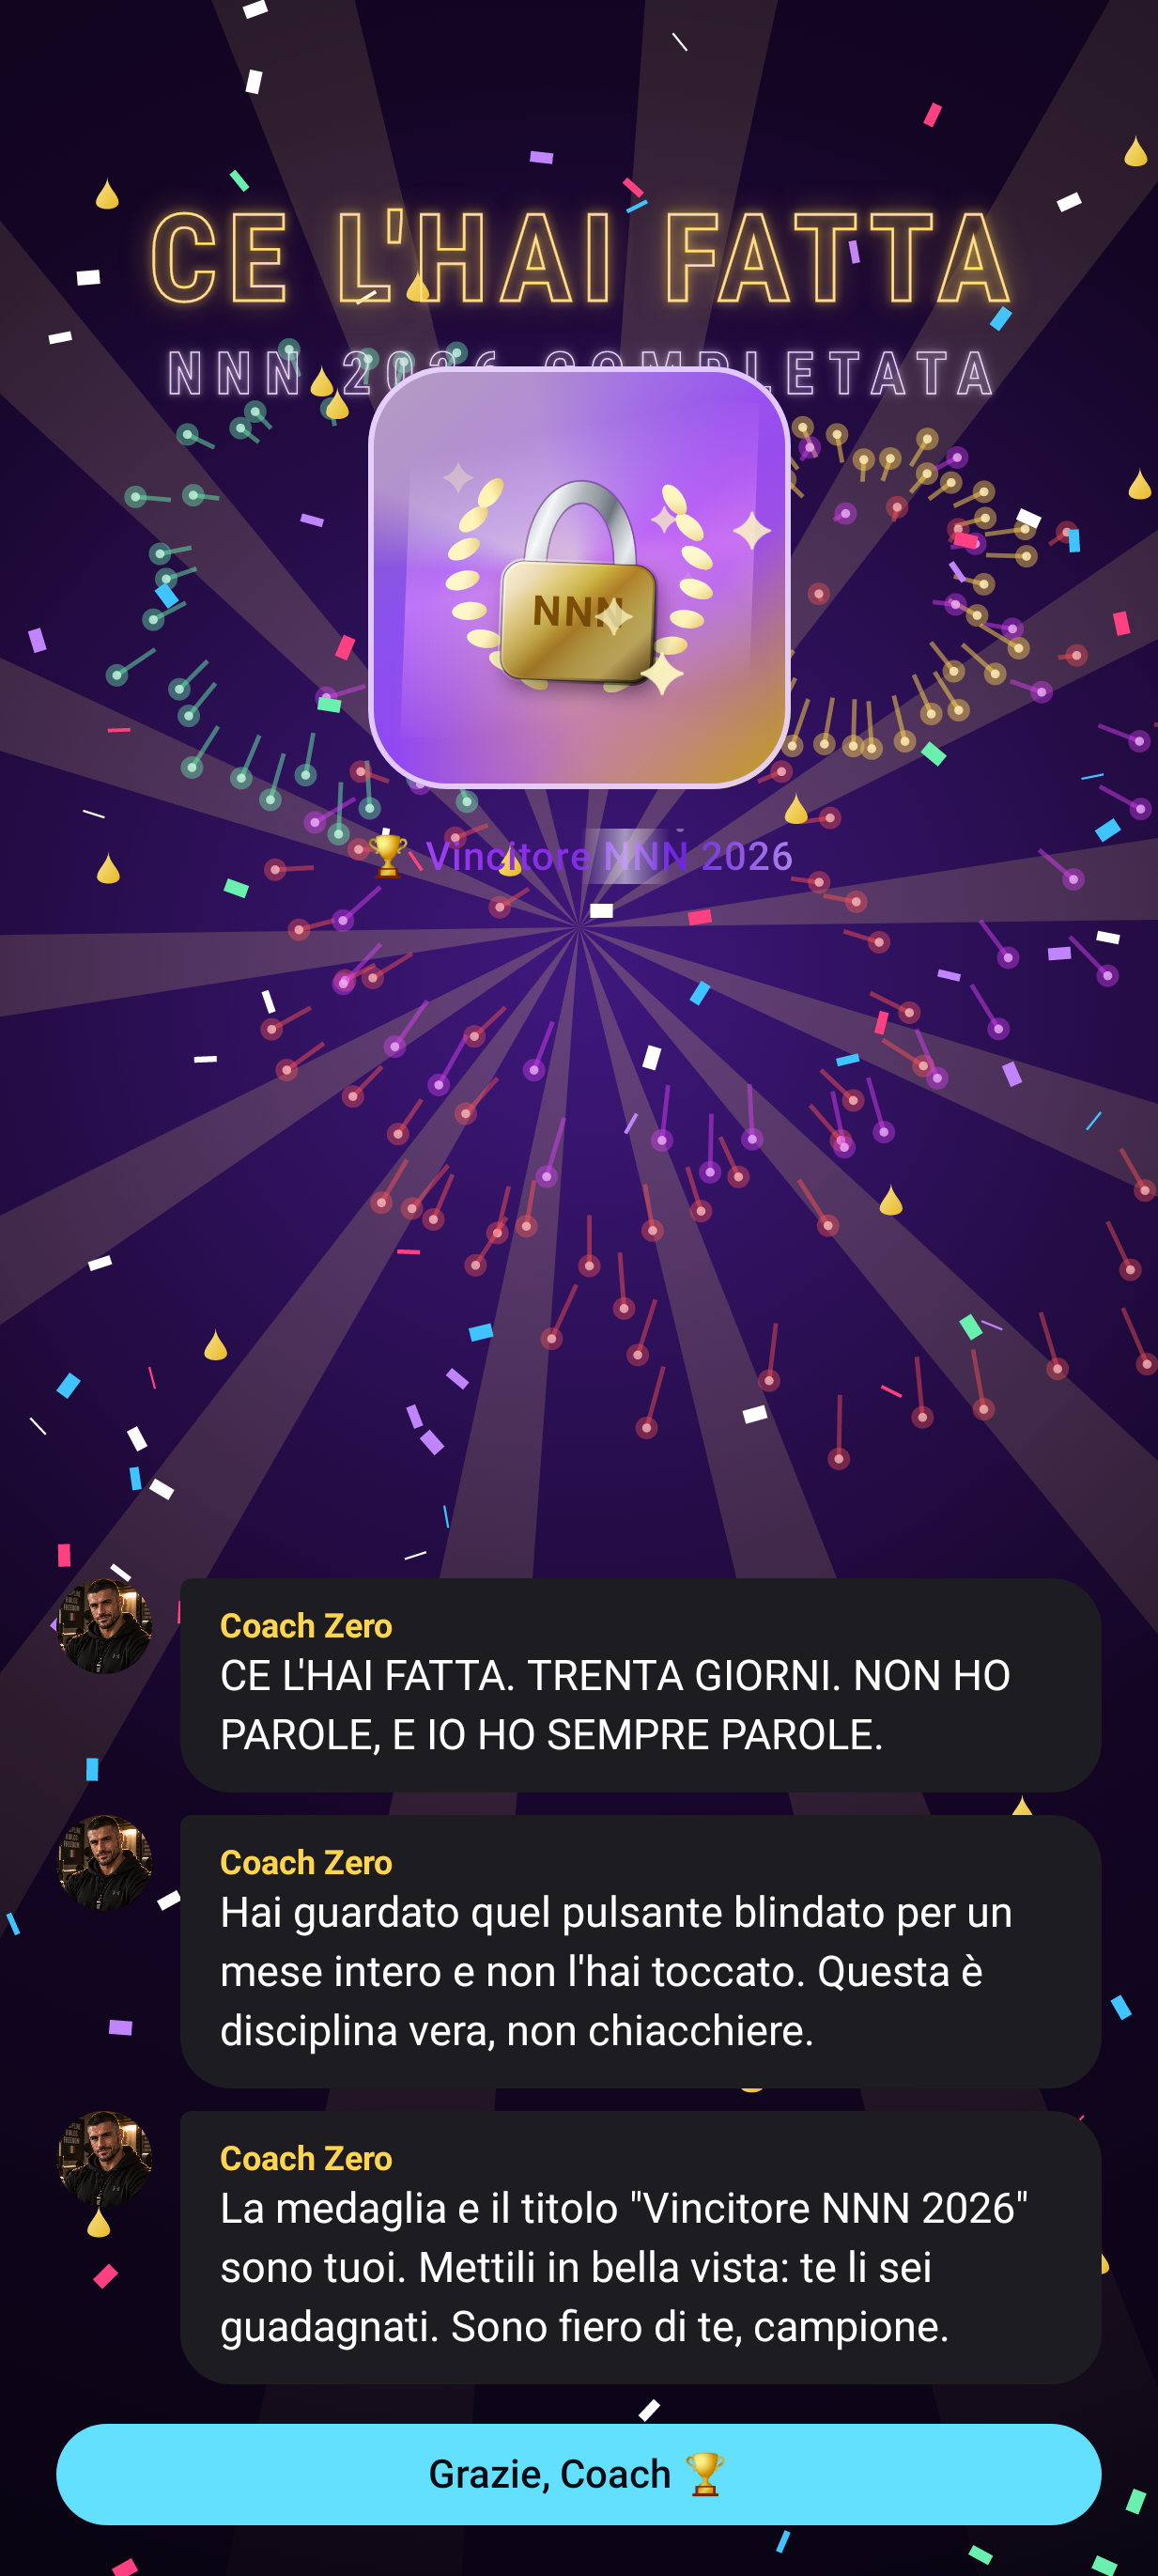 CE L'HAI FATTA
NNN 2026 COMPLETATA
NNN
🏆 Vincitore NNN 2026
Coach Zero
CE L'HAI FATTA. TRENTA GIORNI. NON HO
PAROLE, E IO HO SEMPRE PAROLE.
Coach Zero
Hai guardato quel pulsante blindato per un
mese intero e non l'hai toccato. Questa è
disciplina vera, non chiacchiere.
Coach Zero
La medaglia e il titolo "Vincitore NNN 2026"
sono tuoi. Mettili in bella vista: te li sei
guadagnati. Sono fiero di te, campione.
Grazie, Coach 🏆